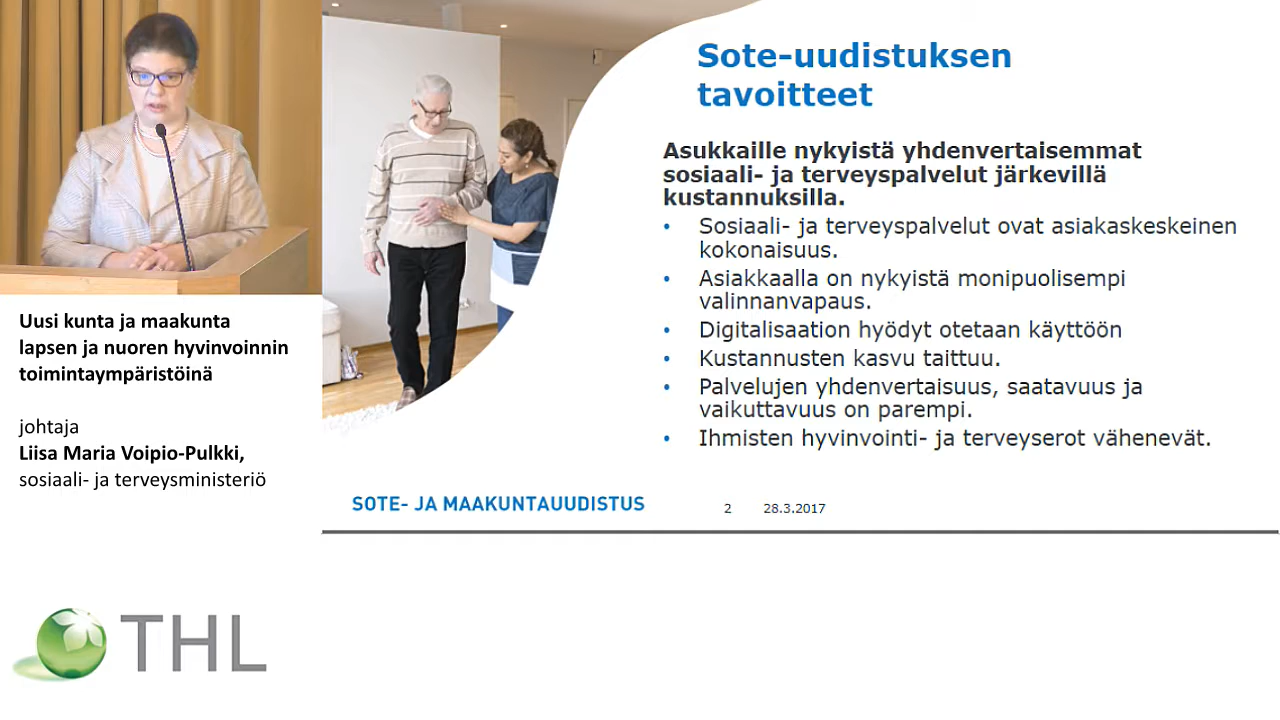 Uusi kunta ja maakunta
lapsen ja nuoren hyvinvoinnin
toimintaympäristöinä
johtaja
Liisa Maria Voipio-Pulkki,
sosiaali- ja terveysministeriö
THL
Sote-uudistuksen
tavoitteet
Asukkaille nykyistä yhdenvertaisemmat
sosiaali- ja terveyspalvelut järkevillä
kustannuksilla.
• Sosiaali- ja terveyspalvelut ovat asiakaskeskeinen
kokonaisuus.
• Asiakkaalla on nykyistä monipuolisempi
valinnanvapaus.
• Digitalisaation hyödyt otetaan käyttöön
• Kustannusten kasvu taittuu.
• Palvelujen yhdenvertaisuus, saatavuus ja
vaikuttavuus on parempi.
• Ihmisten hyvinvointi- ja terveyserot vähenevät.
SOTE- JA MAAKUNTAUUDISTUS
2 28.3.2017